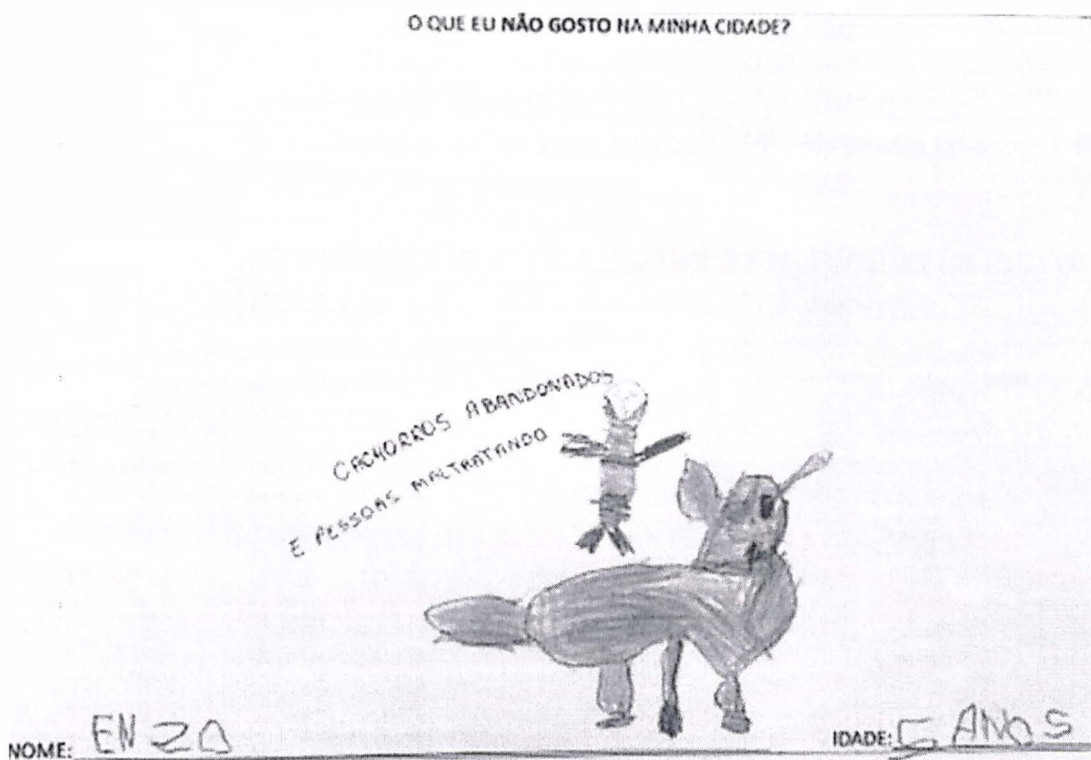 O QUE EU NÃO GOSTO NA MINHA CIDADE?
CACHORROS ABANDONADOS
E PESSOAS MALTRATANDO
NOME: ENZO
IDADE: 5 ANOS